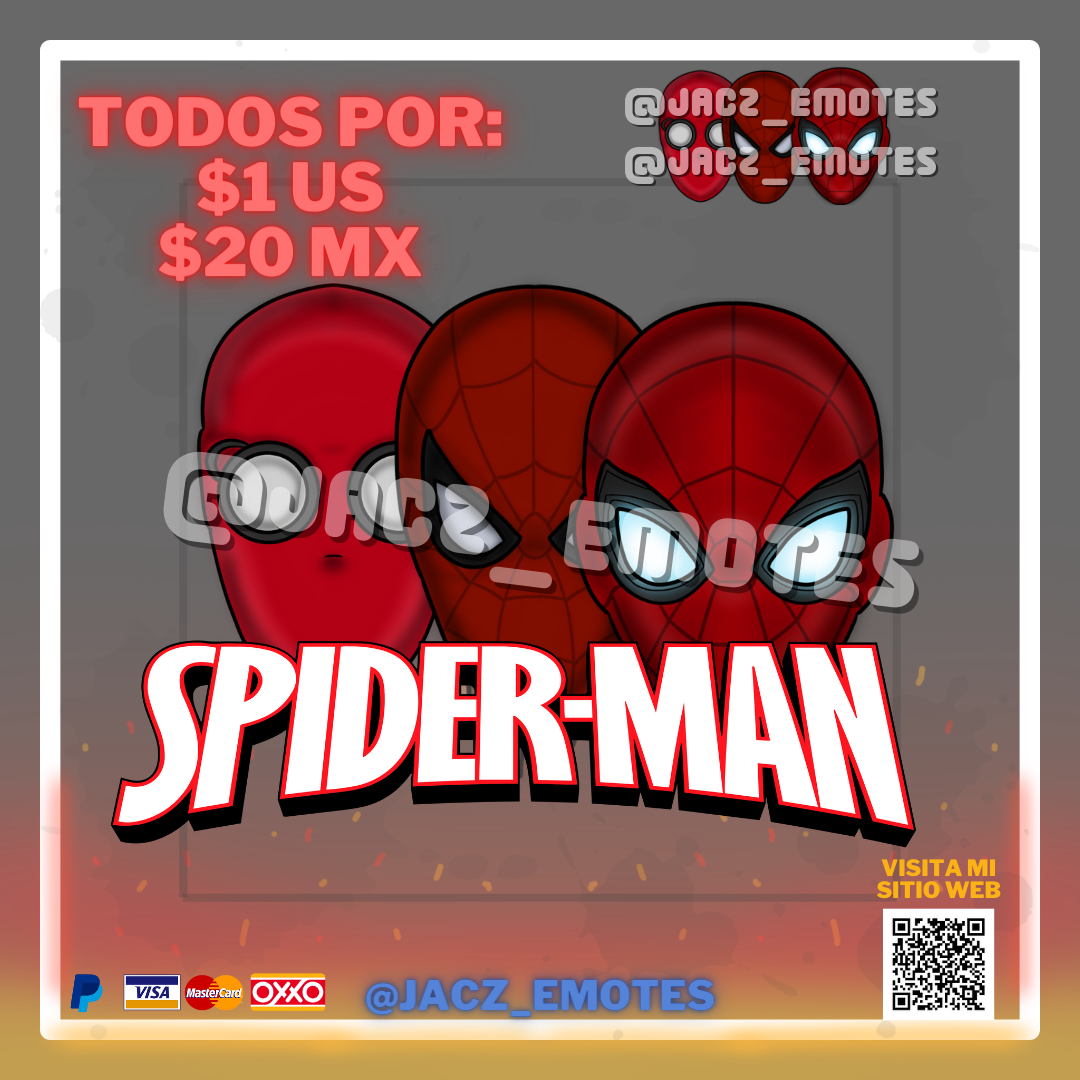 TODOS POR:
$1 US
$20 MX
@JACZ_EMOTES
@JACZ_EMOTES
@JACZ_EMOTES
SPIDER-MAN
VISITA MI
SITIO WEB
P VISA MasterCard OXXO
@JACZ_EMOTES